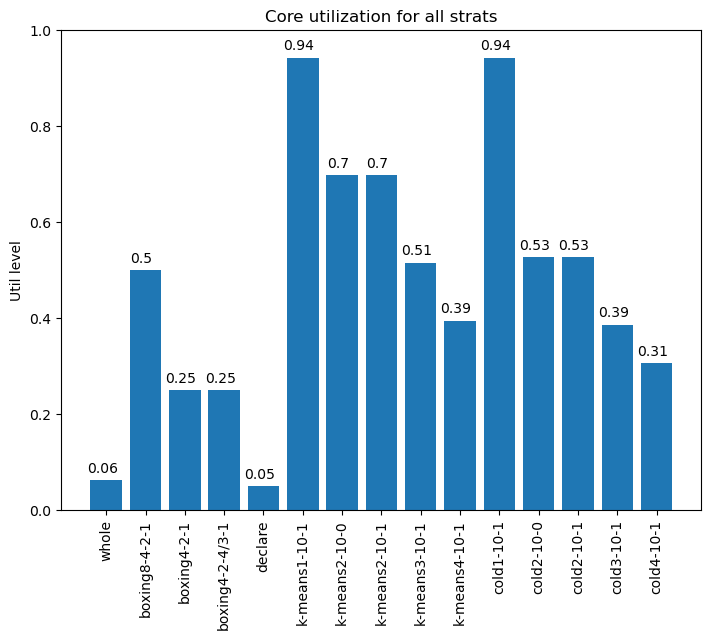 Core utilization for all strats
Util level
1.0
0.8
0.6
0.4
0.2
0.0
0.06
0.5
0.25
0.25
0.05
0.94
0.7
0.7
0.51
0.39
0.94
0.53
0.53
0.39
0.31
whole
boxing8-4-2-1
boxing4-2-1
boxing4-2-4/3-1
declare
k-means1-10-1
k-means2-10-0
k-means2-10-1
k-means3-10-1
k-means4-10-1
cold1-10-1
cold2-10-0
cold2-10-1
cold3-10-1
cold4-10-1